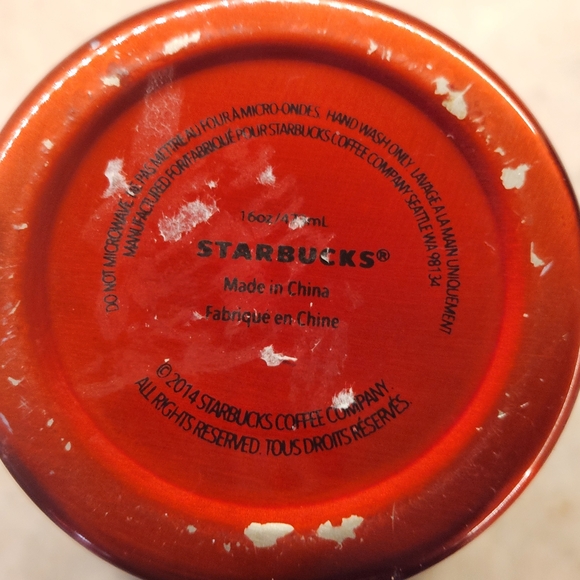 DO NOT MICROWAVE. NE PAS METTRE AU FOUR À MICRO-ONDES. HAND WASH ONLY. LAVAGE A LA MAIN UNIQUEMENT
MANUFACTURED FOR/FABRIQUÉ POUR STARBUCKS COFFEE COMPANY SEATTLE WA 98134
16oz/473mL
STARBUCKS®
Made in China
Fabrique en Chine
© 2014 STARBUCKS COFFEE COMPANY.
ALL RIGHTS RESERVED. TOUS DROITS RÉSERVÉS.